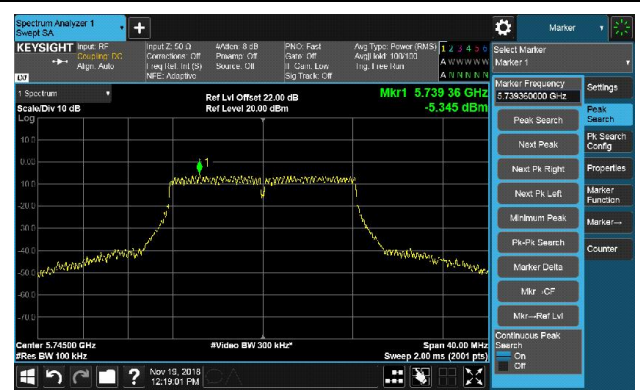 Spectrum Analyzer 1
Swept SA
Marker
KEYSIGHT
Input: RF
Coupling: DC
Align: Auto
Input Z: 50 Ω
Corrections: Off
Freq Ref: Int (S)
NFE: Adaptive
#Atten: 8 dB
Preamp: Off
Source: Off
PNO: Fast
Gate: Off
IF Gain: Low
Sig Track: Off
Avg Type: Power (RMS)
Avg|Hold: 100/100
Trig: Free Run
1 2 3 4 5 6
A W W W W W
A N N N N N
Select Marker
Marker 1
1 Spectrum
Scale/Div 10 dB
Log
Ref Lvl Offset 22.00 dB
Ref Level 20.00 dBm
Mkr1 5.739 36 GHz
-5.345 dBm
10.0
0.00
-10.0
-20.0
-30.0
-40.0
-50.0
-60.0
-70.0
1
Center 5.74500 GHz
#Res BW 100 kHz
#Video BW 300 kHz*
Span 40.00 MHz
Sweep 2.00 ms (2001 pts)
Marker Frequency
5.739360000 GHz
Peak Search
Next Peak
Next Pk Right
Next Pk Left
Minimum Peak
Pk-Pk Search
Marker Delta
Mkr→CF
Mkr→Ref Lvl
Continuous Peak
Search
On
Off
Settings
Peak
Search
Pk Search
Config
Properties
Marker
Function
Marker→
Counter
Nov 19, 2018
12:19:01 PM